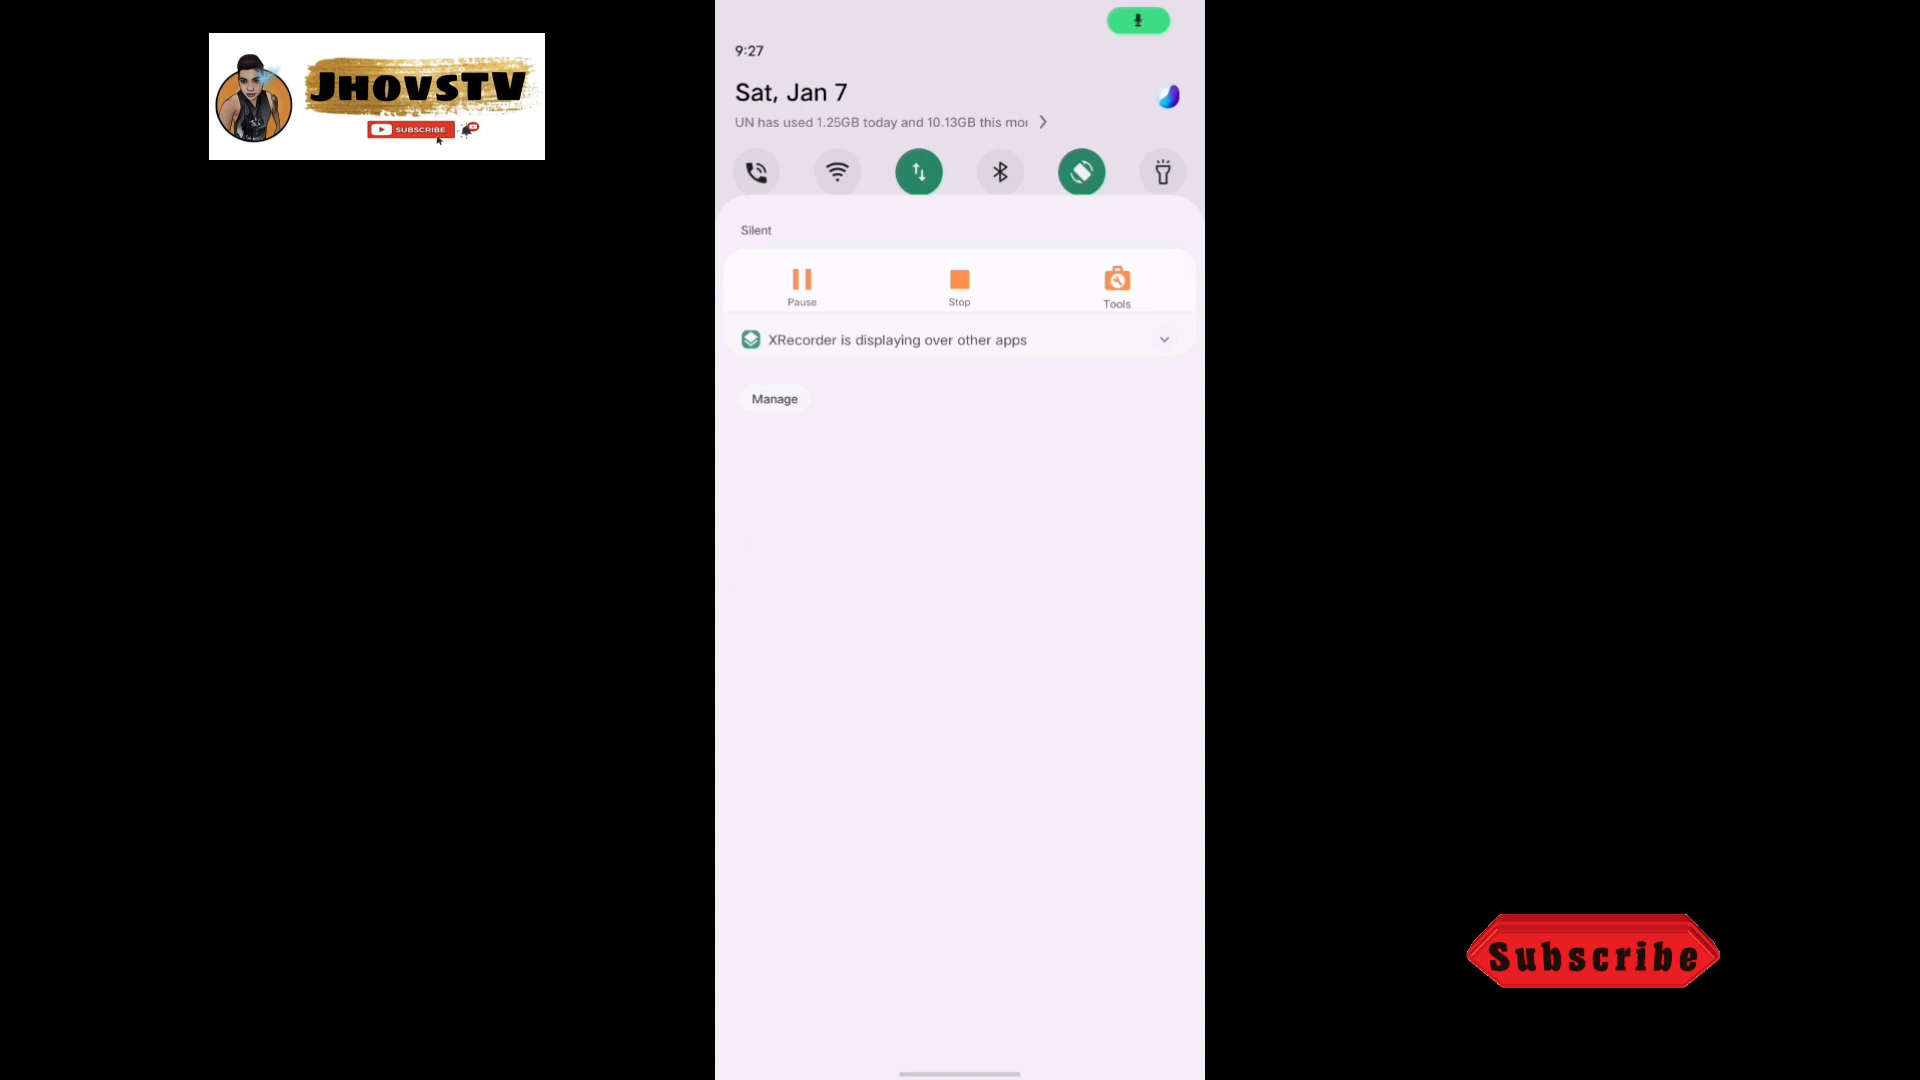 JHOVSTV
SUBSCRIBE
9:27
Sat, Jan 7
UN has used 1.25GB today and 10.13GB this mo
Silent
Pause
Stop
Tools
XRecorder is displaying over other apps
Manage
Subscribe